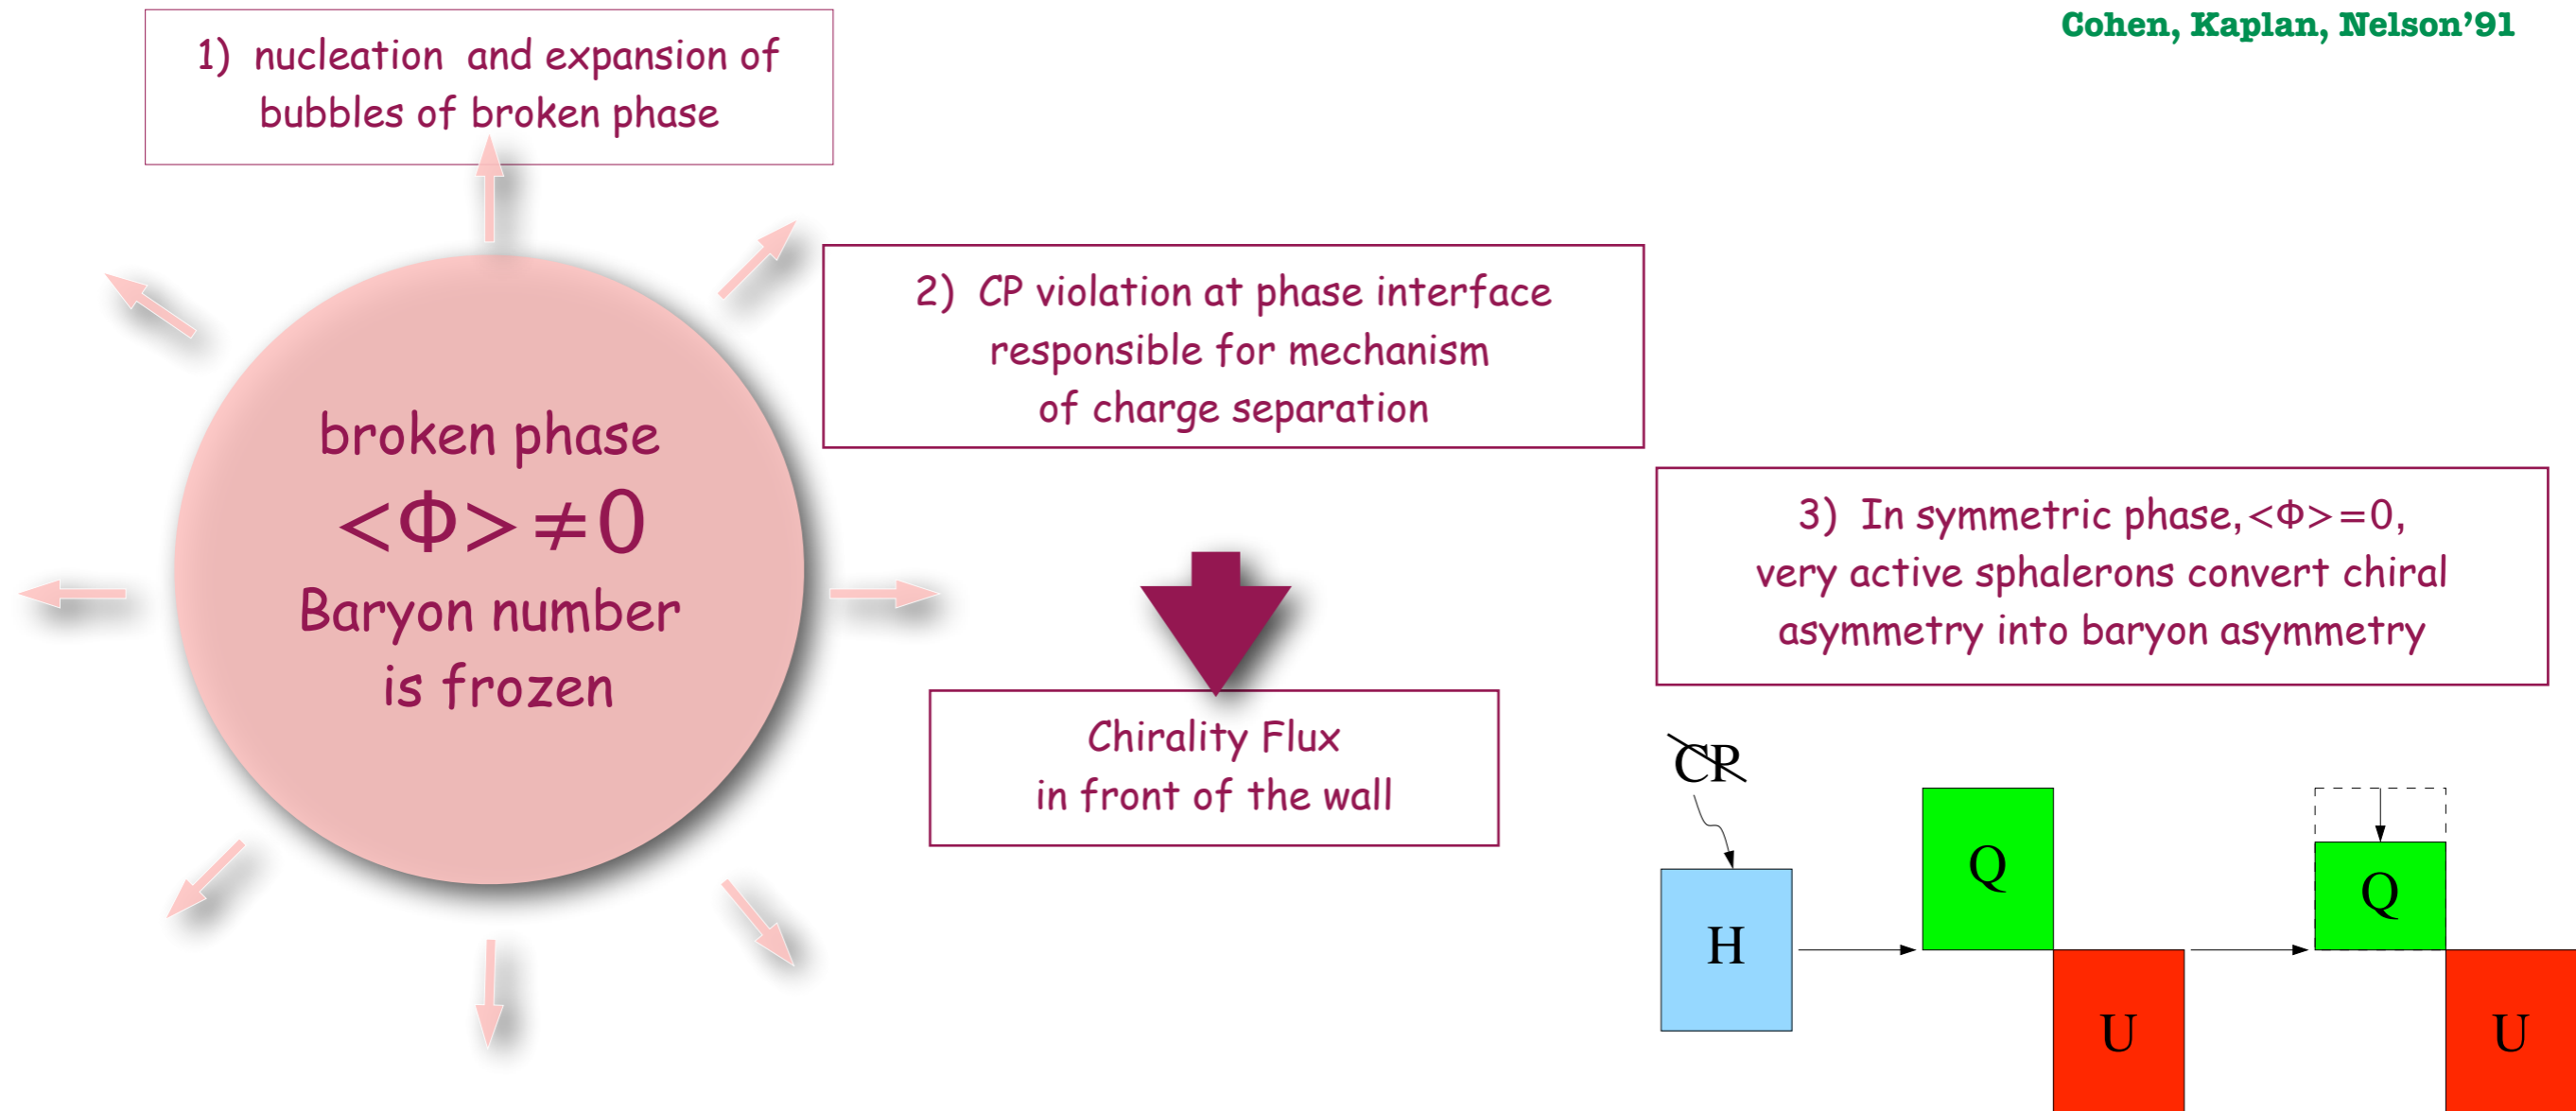 Cohen, Kaplan, Nelson’91
1) nucleation and expansion of
bubbles of broken phase
2) CP violation at phase interface
responsible for mechanism
of charge separation
broken phase
<Φ>≠0
Baryon number
is frozen
3) In symmetric phase,<Φ>=0,
very active sphalerons convert chiral
asymmetry into baryon asymmetry
Chirality Flux
in front of the wall
CP
H
Q
U
Q
U